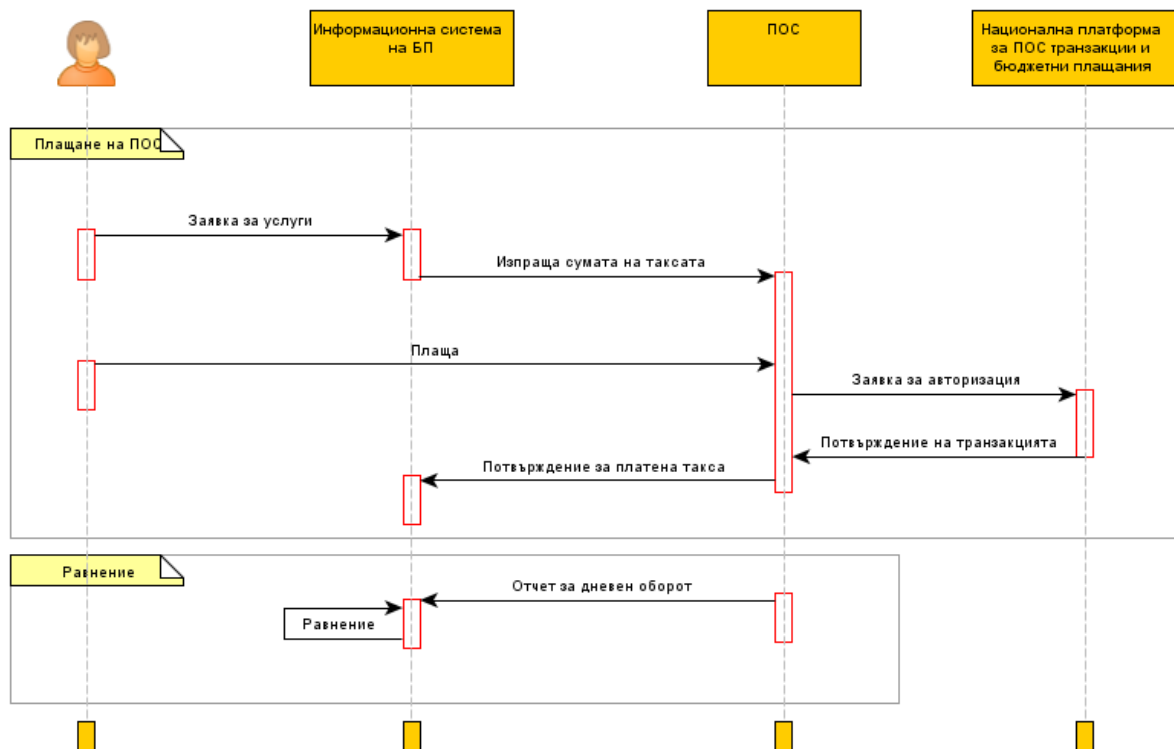 Информационна система
на БП
ПОС
Национална платформа
за ПОС транзакции и
бюджетни плащания
Плащане на ПОС
Заявка за услуги
Изпраща сумата на таксата
Плаща
Заявка за авторизация
Потвърждение на транзакцията
Потвърждение за платена такса
Равнение
Отчет за дневен оборот
Равнение